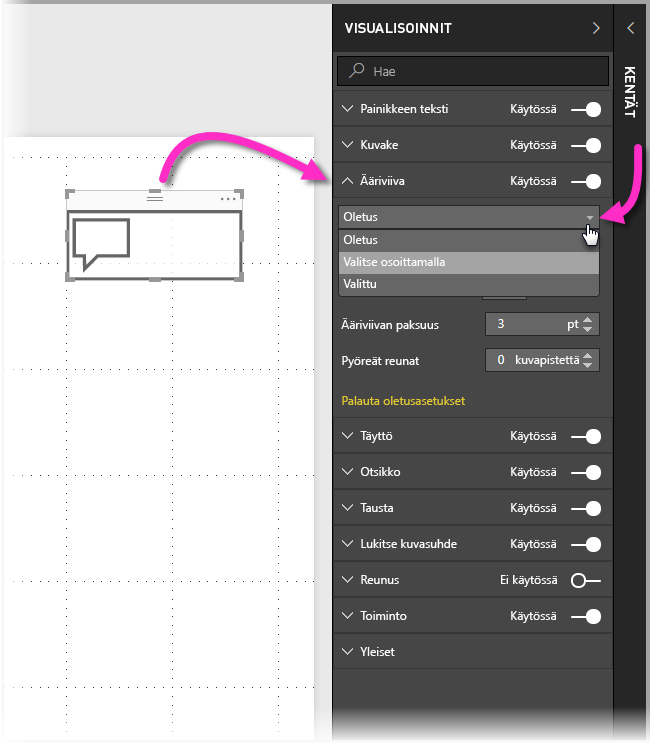 VISUALISOINNIT
KENTÄT
Hae
Painikkeen teksti Käytössä
Kuvake Käytössä
Ääriviiva Käytössä
Oletus
Oletus
Valitse osoittamalla
Valittu
Ääriviivan paksuus 3 pt
Pyöreät reunat 0 kuvapistettä
Palauta oletusasetukset
Täyttö Käytössä
Otsikko Käytössä
Tausta Käytössä
Lukitse kuvasuhde Käytössä
Reunus Ei käytössä
Toiminto Käytössä
Yleiset